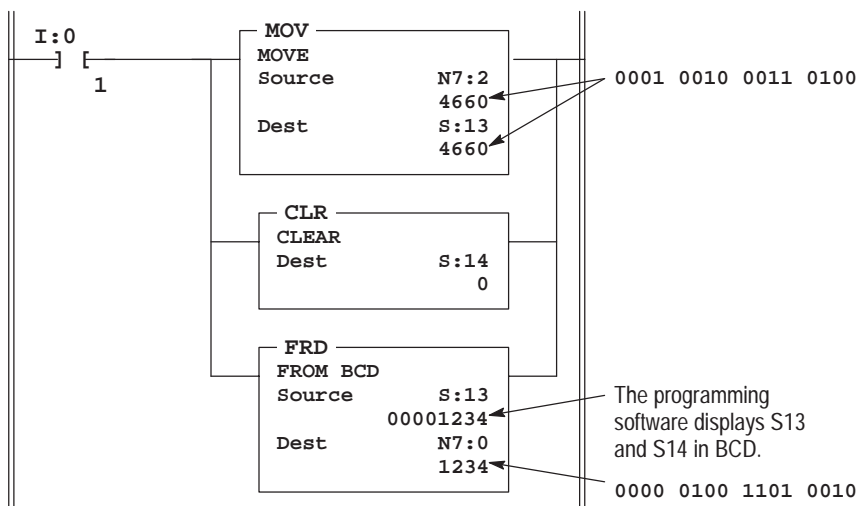 I:0
] [
1
MOV
MOVE
Source N7:2
4660
Dest S:13
4660
0001 0010 0011 0100
CLR
CLEAR
Dest S:14
0
FRD
FROM BCD
Source S:13
00001234
Dest N7:0
1234
The programming
software displays S13
and S14 in BCD.
0000 0100 1101 0010